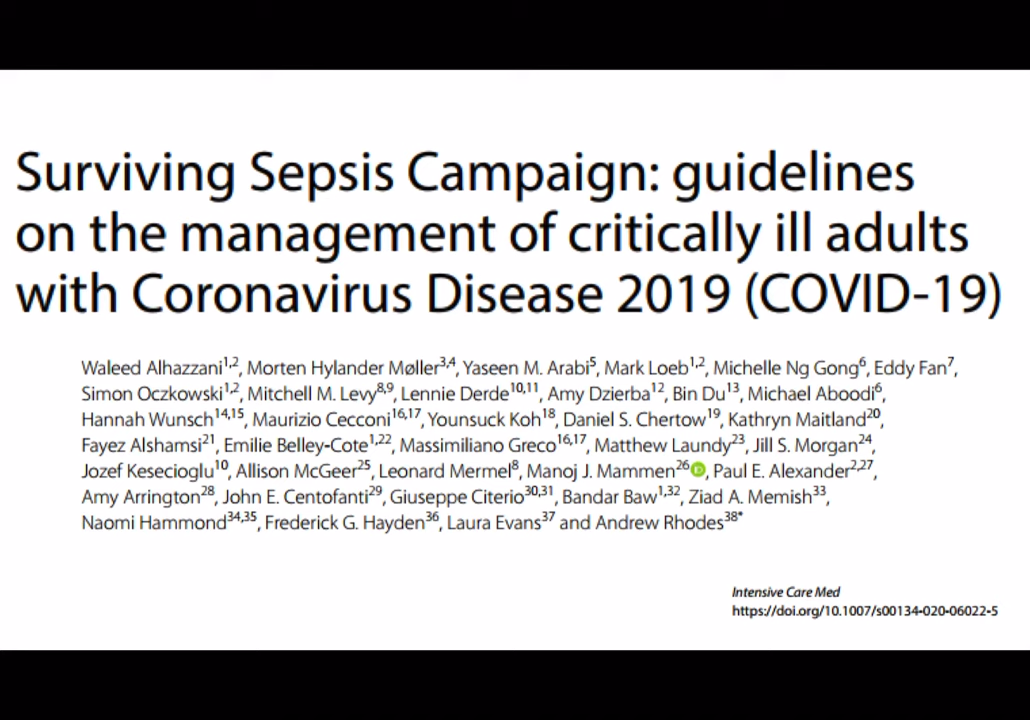 Surviving Sepsis Campaign: guidelines
on the management of critically ill adults
with Coronavirus Disease 2019 (COVID-19)
Waleed Alhazzani1,2, Morten Hylander Møller3,4, Yaseen M. Arabi5, Mark Loeb1,2, Michelle Ng Gong6, Eddy Fan7,
Simon Oczkowski1,2, Mitchell M. Levy8,9, Lennie Derde10,11, Amy Dzierba12, Bin Du13, Michael Aboodi6,
Hannah Wunsch14,15, Maurizio Cecconi16,17, Younsuck Koh18, Daniel S. Chertow19, Kathryn Maitland20,
Fayez Alshamsi21, Emilie Belley-Cote1,22, Massimiliano Greco16,17, Matthew Laundy23, Jill S. Morgan24,
Jozef Kesecioglu10, Allison McGeer25, Leonard Mermel8, Manoj J. Mammen26 iD, Paul E. Alexander2,27,
Amy Arrington28, John E. Centofanti29, Giuseppe Citerio30,31, Bandar Baw1,32, Ziad A. Memish33,
Naomi Hammond34,35, Frederick G. Hayden36, Laura Evans37 and Andrew Rhodes38*
Intensive Care Med
https://doi.org/10.1007/s00134-020-06022-5